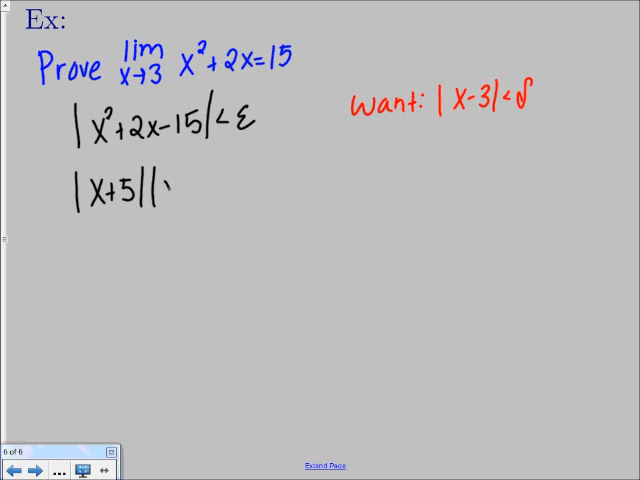 Ex:
Prove lim x→3 x²+2x=15
Want: |x-3|<δ
|x²+2x-15|<ε
|x+5||
6 of 6
...
Extend Page